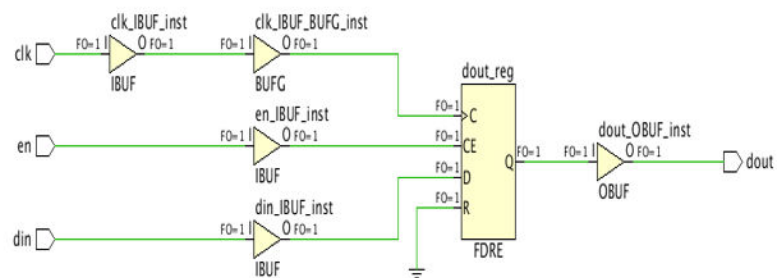 clk_IBUF_inst
clk_IBUF_BUFG_inst
clk
FO=1 I
O FO=1
IBUF
FO=1 I
O FO=1
BUFG
dout_reg
FO=1
C
en_IBUF_inst
en
FO=1 I
O FO=1
IBUF
FO=1
CE
FO=1
D
FO=1
R
Q
FO=1
FDRE
dout_OBUF_inst
FO=1 I
O FO=1
OBUF
dout
din_IBUF_inst
din
FO=1 I
O FO=1
IBUF